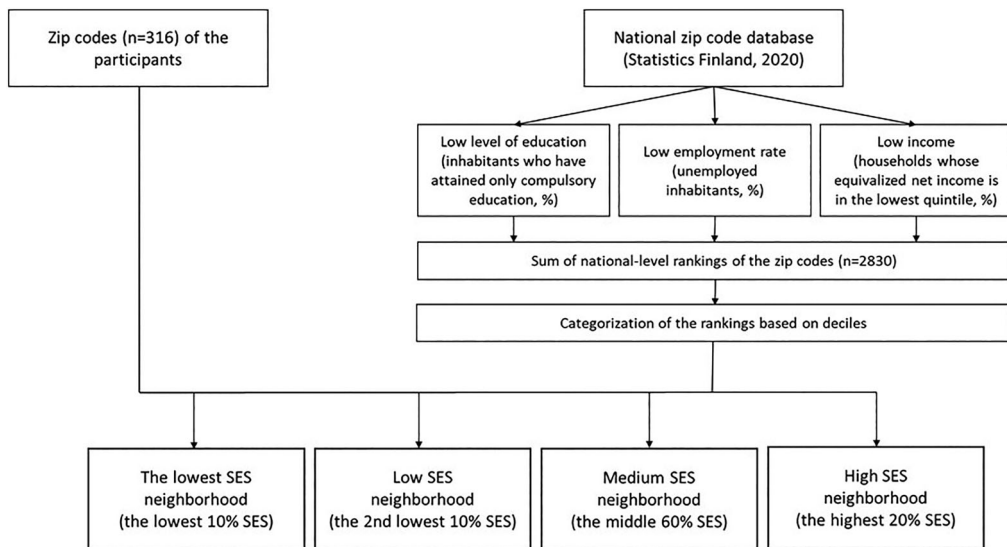 Zip codes (n=316) of the
participants
National zip code database
(Statistics Finland, 2020)
Low level of education
(inhabitants who have
attained only compulsory
education, %)
Low employment rate
(unemployed
inhabitants, %)
Low income
(households whose
equivalized net income is
in the lowest quintile, %)
Sum of national-level rankings of the zip codes (n=2830)
Categorization of the rankings based on deciles
The lowest SES
neighborhood
(the lowest 10% SES)
Low SES
neighborhood
(the 2nd lowest 10% SES)
Medium SES
neighborhood
(the middle 60% SES)
High SES
neighborhood
(the highest 20% SES)